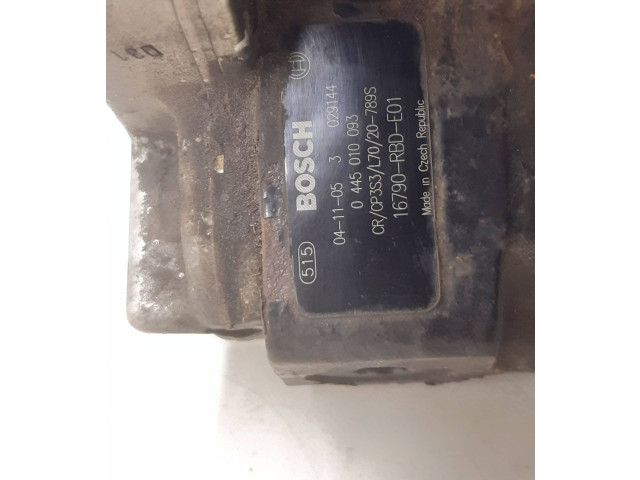 515 BOSCH
04-11-05 3 029144
0 445 010 093
CR/CP3S3/L70/20-789S
16790-RBD-E01
Made in Czech Republic